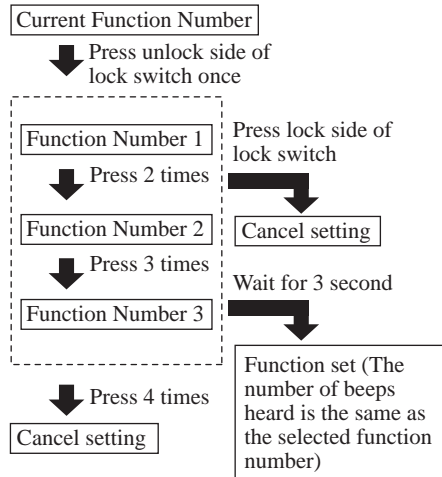 Current Function Number
Press unlock side of
lock switch once
Function Number 1
Press lock side of
lock switch
Press 2 times
Function Number 2
Cancel setting
Press 3 times
Wait for 3 second
Function Number 3
Function set (The
number of beeps
heard is the same as
the selected function
number)
Press 4 times
Cancel setting